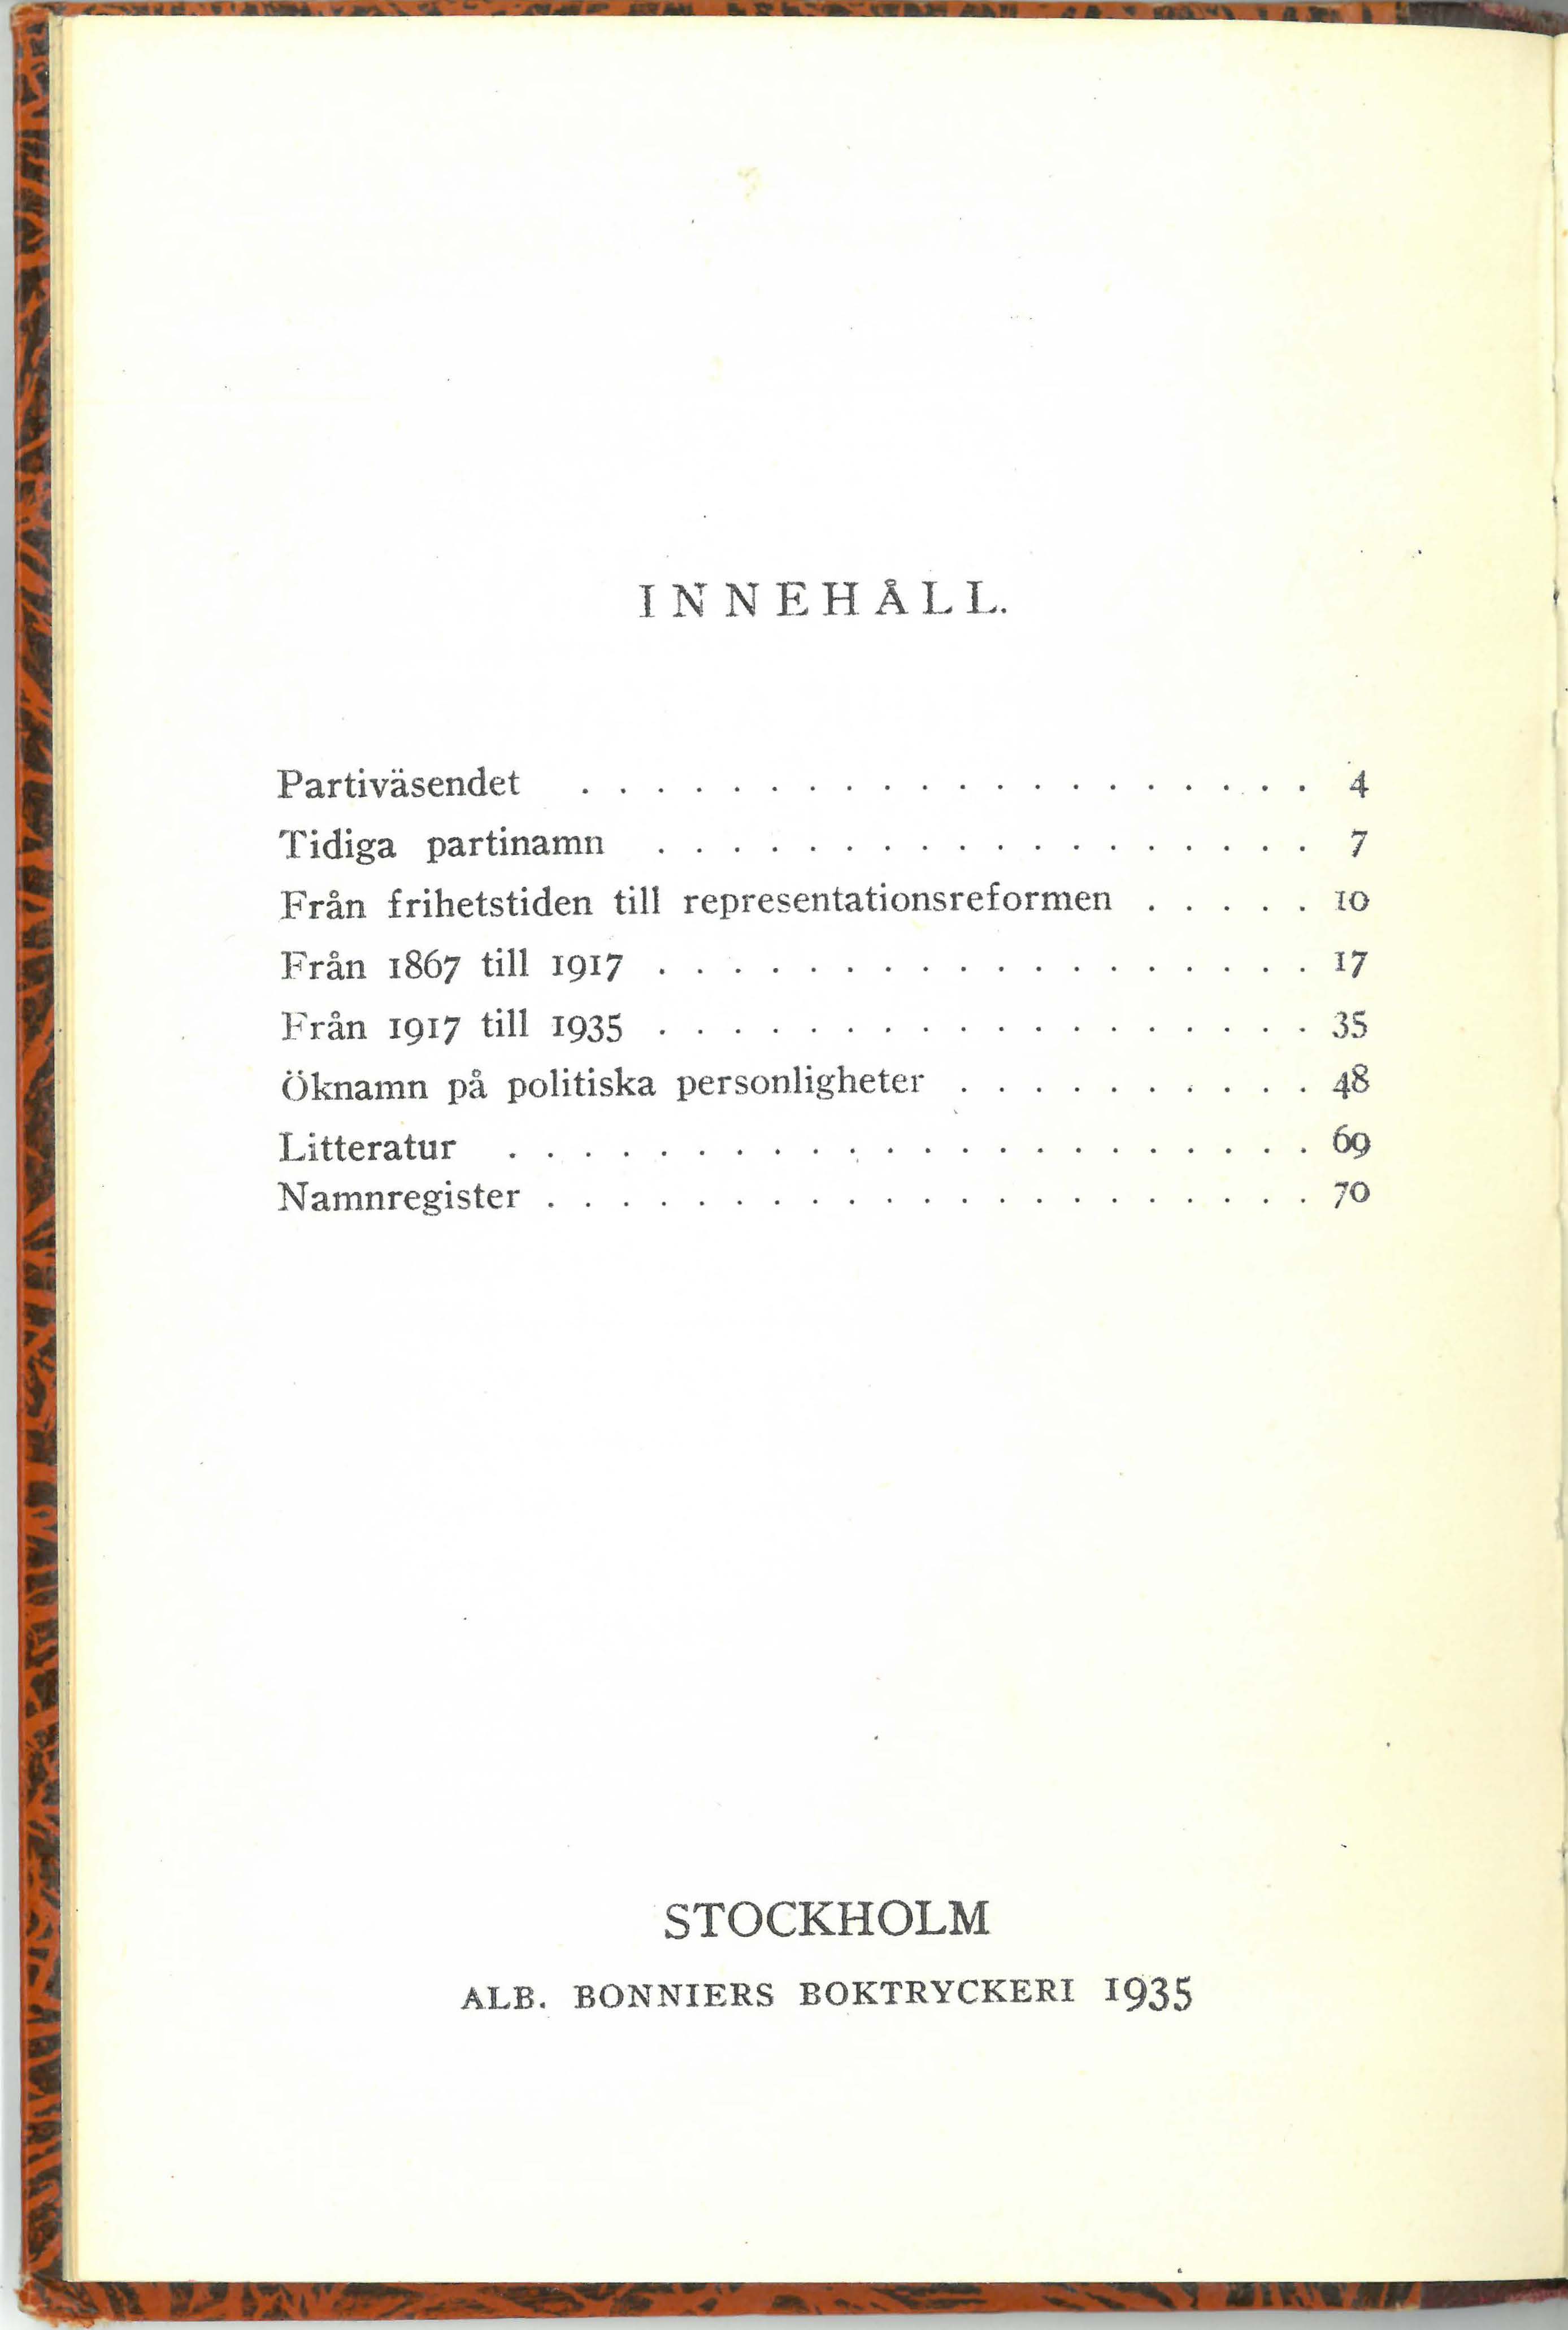 INNEHÅLL.
Partiväsendet . . . . . . . . . . . . . . . . . . . . 4
Tidiga partinamn . . . . . . . . . . . . . . . . . . 7
Från frihetstiden till representationsreformen . . . . . 10
Från 1867 till 1917 . . . . . . . . . . . . . . . . . . 17
Från 1917 till 1935 . . . . . . . . . . . . . . . . . . 35
Öknamn på politiska personligheter . . . . . . . . . . 48
Litteratur . . . . . . . . . . . . . . . . . . . . . . 69
Namnregister . . . . . . . . . . . . . . . . . . . . . 70
STOCKHOLM
ALB. BONNIERS BOKTRYCKERI 1935